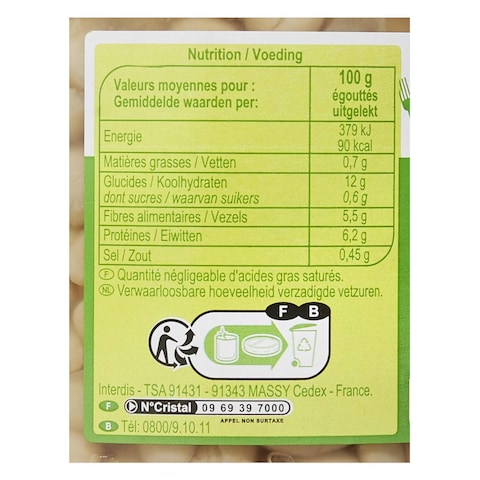 Nutrition / Voeding
Valeurs moyennes pour :
Gemiddelde waarden per:
100 g
égouttés
uitgelekt
Energie
379 kJ
90 kcal
Matières grasses / Vetten
0,7 g
Glucides / Koolhydraten
12 g
dont sucres / waarvan suikers
0,6 g
Fibres alimentaires / Vezels
5,5 g
Protéines / Eiwitten
6,2 g
Sel / Zout
0,45 g
F Quantité négligeable d'acides gras saturés.
NL Verwaarloosbare hoeveelheid verzadigde vetzuren.
F B
Interdis - TSA 91431 - 91343 MASSY Cedex - France.
F N°Cristal 09 69 39 7000
APPEL NON SURTAXE
B Tél: 0800/9.10.11